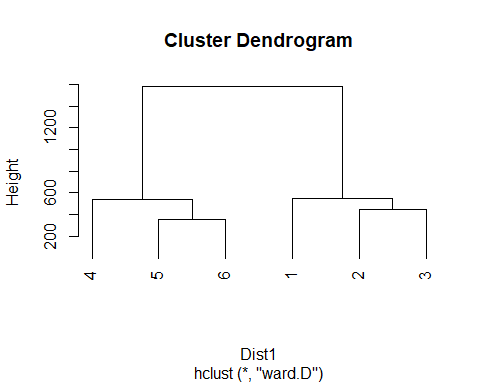 Cluster Dendrogram
Height
1200
600
200
4
5
6
1
2
3
Dist1
hclust (*, "ward.D")